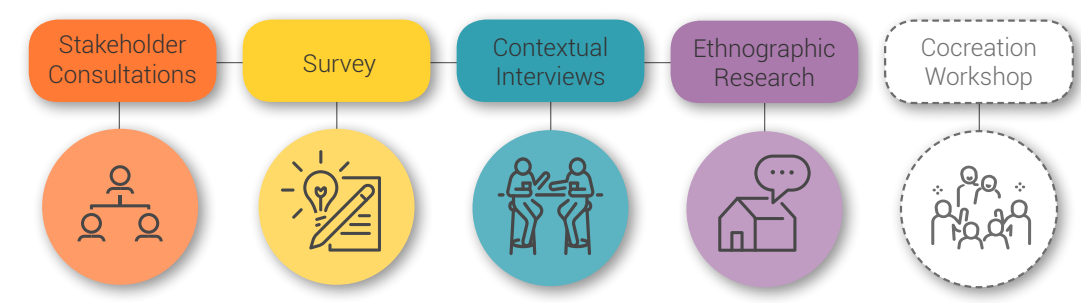 Stakeholder
Consultations
Survey
Contextual
Interviews
Ethnographic
Research
Cocreation
Workshop